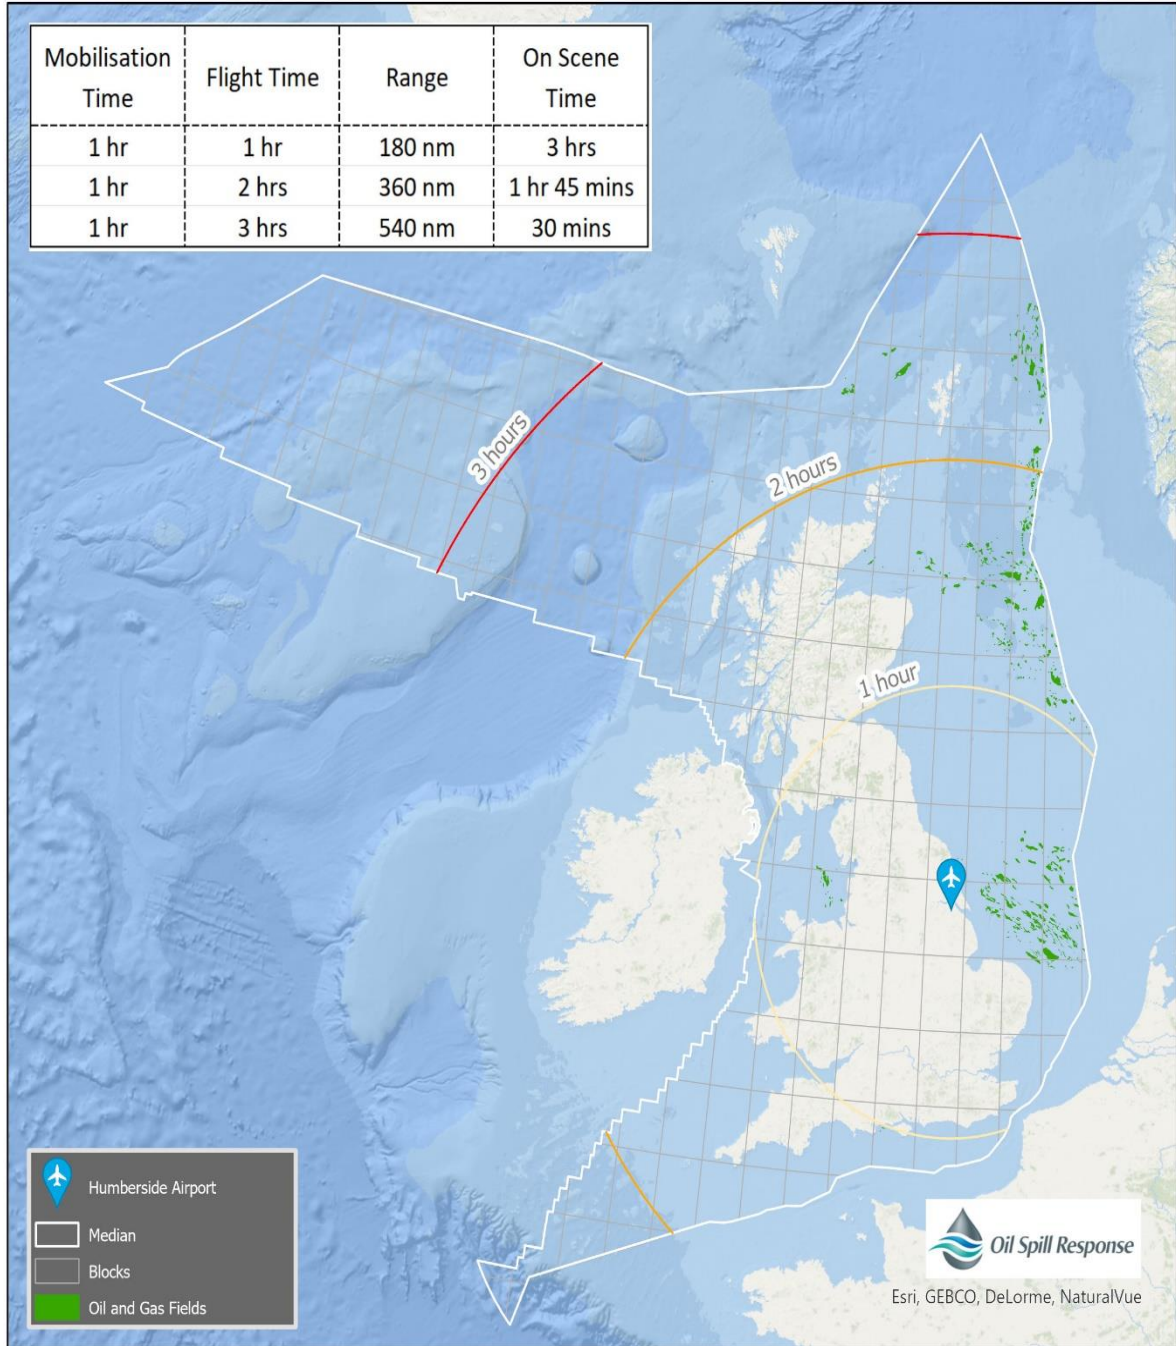 Mobilisation
Time
Flight Time
Range
On Scene
Time
1 hr
1 hr
180 nm
3 hrs
1 hr
2 hrs
360 nm
1 hr 45 mins
1 hr
3 hrs
540 nm
30 mins
3 hours
2 hours
1 hour
Humberside Airport
Median
Blocks
Oil and Gas Fields
Oil Spill Response
Esri, GEBCO, DeLorme, NaturalVue